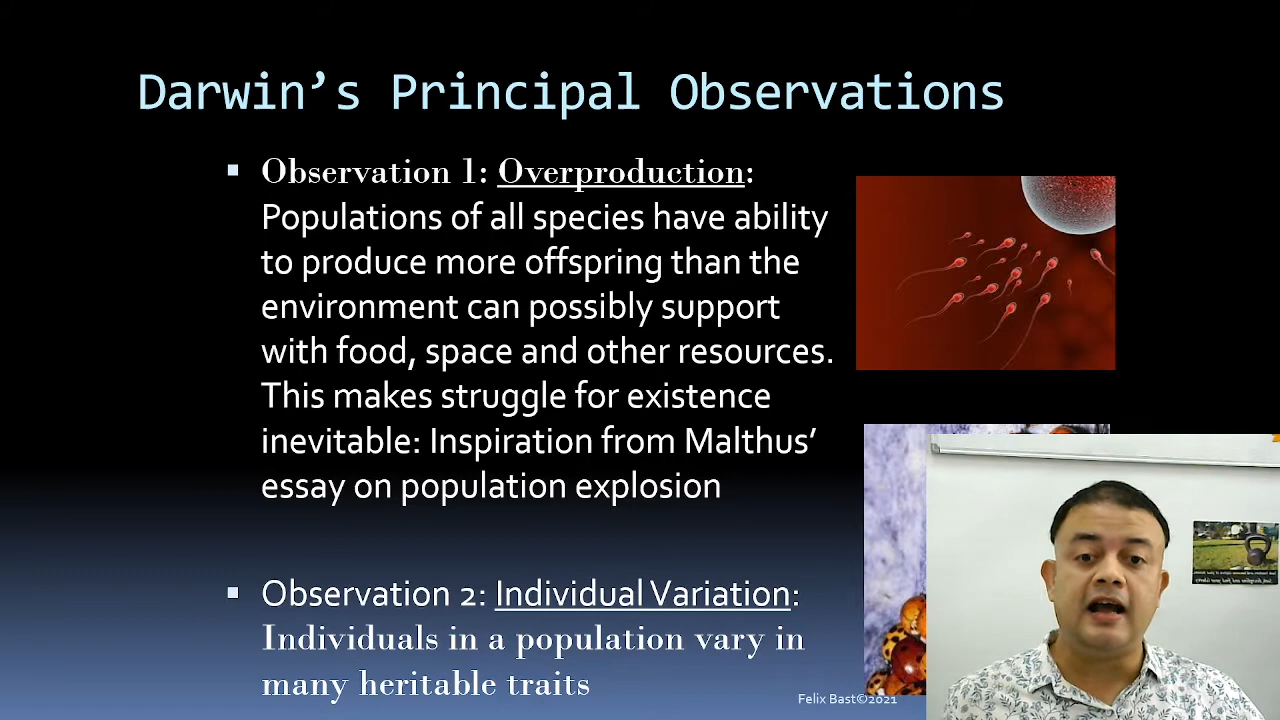 Darwin’s Principal Observations
▪ Observation 1: Overproduction:
Populations of all species have ability
to produce more offspring than the
environment can possibly support
with food, space and other resources.
This makes struggle for existence
inevitable: Inspiration from Malthus’
essay on population explosion
▪ Observation 2: Individual Variation:
Individuals in a population vary in
many heritable traits
Felix Bast©2021